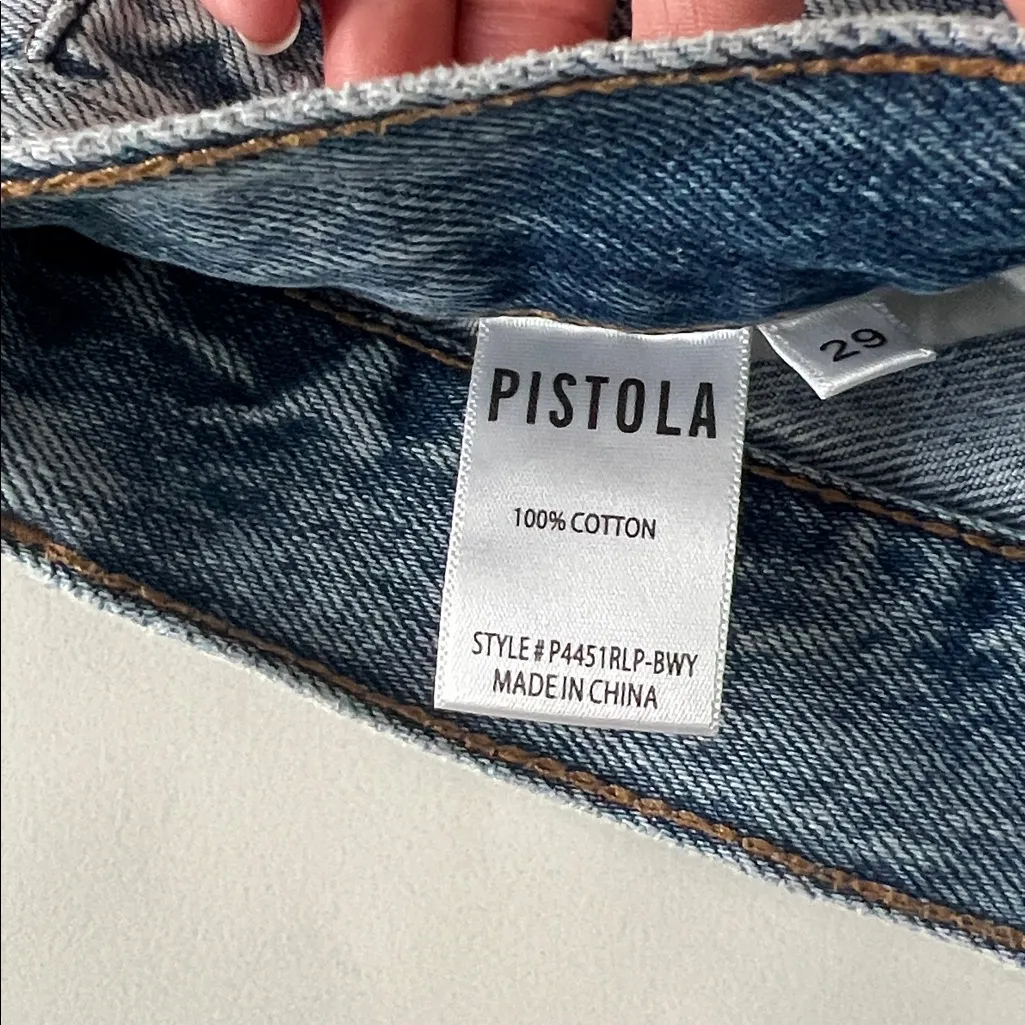 PISTOLA
29
100% COTTON
STYLE# P4451RLP-BWY
MADE IN CHINA